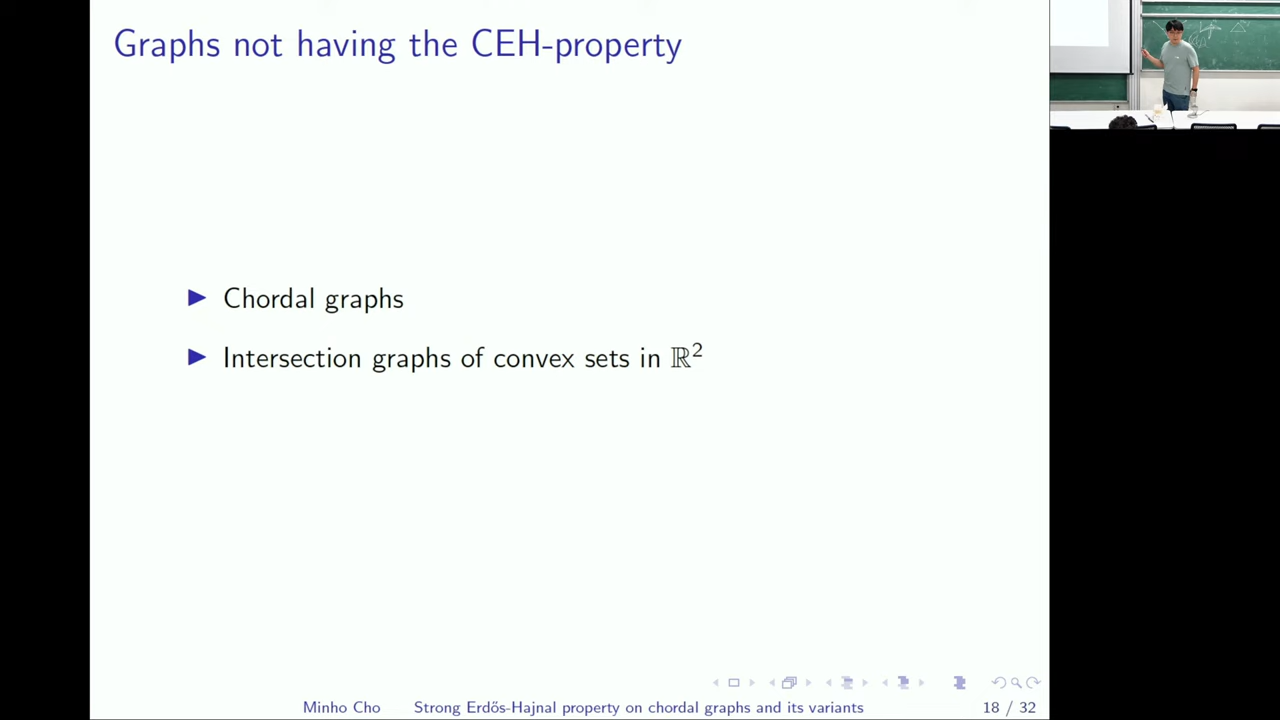 Graphs not having the CEH-property
Chordal graphs
Intersection graphs of convex sets in ℝ²
Minho Cho Strong Erdős-Hajnal property on chordal graphs and its variants 18 / 32